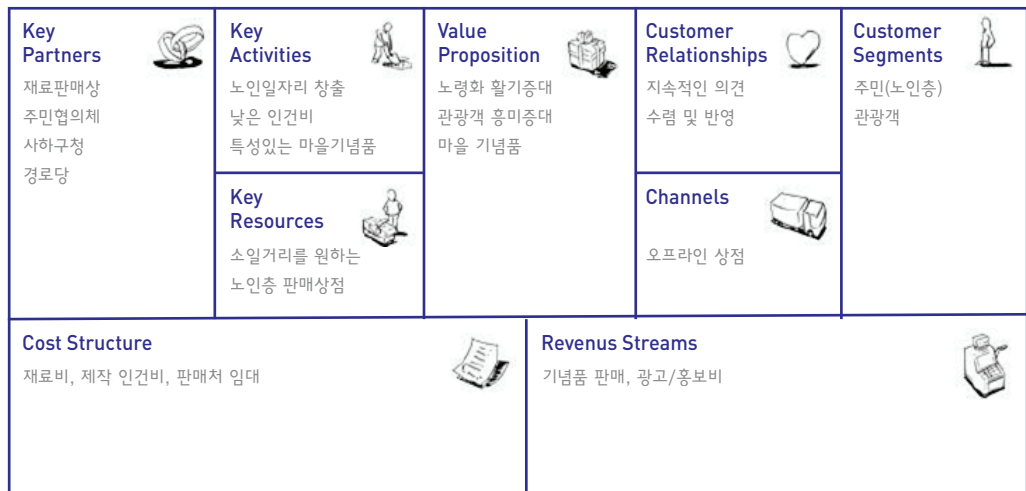 Key
Partners
재료판매상
주민협의체
사하구청
경로당
Key
Activities
노인일자리 창출
낮은 인건비
특성있는 마을기념품
Key
Resources
소일거리를 원하는
노인층 판매상점
Value
Proposition
노령화 활기증대
관광객 흥미증대
마을 기념품
Customer
Relationships
지속적인 의견
수렴 및 반영
Channels
오프라인 상점
Customer
Segments
주민(노인층)
관광객
Cost Structure
재료비, 제작 인건비, 판매처 임대
Revenus Streams
기념품 판매, 광고/홍보비